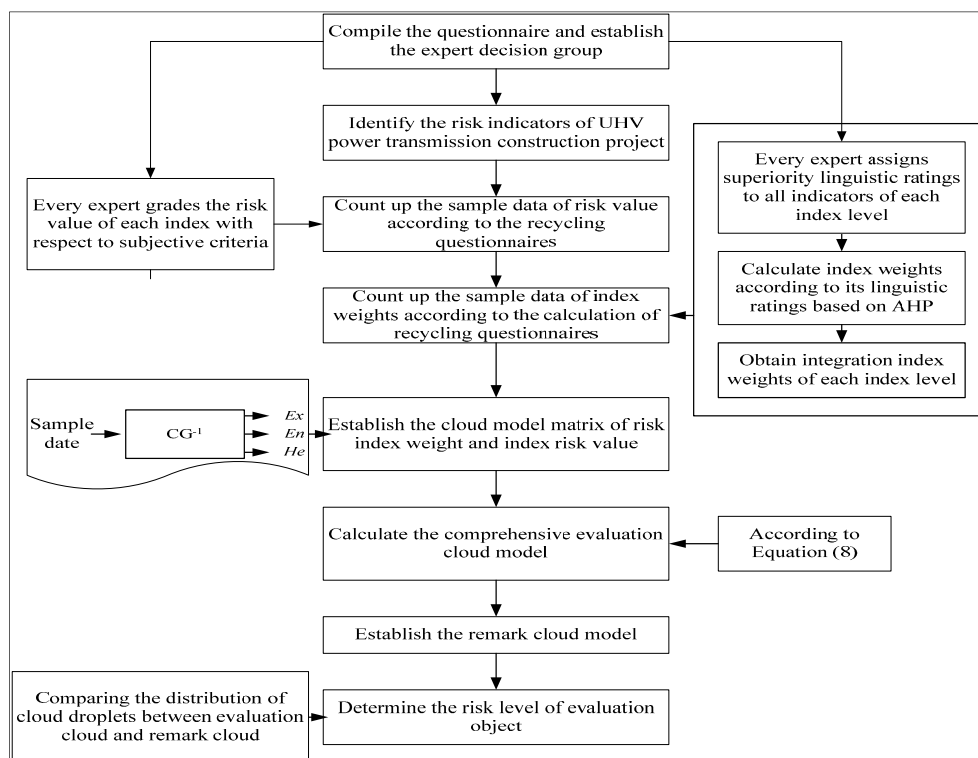 Compile the questionnaire and establish
the expert decision group
Identify the risk indicators of UHV
power transmission construction project
Every expert assigns
superiority linguistic ratings
to all indicators of each
index level
Every expert grades the risk
value of each index with
respect to subjective criteria
Count up the sample data of risk value
according to the recycling
questionnaires
Calculate index weights
according to its linguistic
ratings based on AHP
Count up the sample data of index
weights according to the calculation of
recycling questionnaires
Obtain integration index
weights of each index level
Sample
date
CG-1
Ex
En
He
Establish the cloud model matrix of risk
index weight and index risk value
Calculate the comprehensive evaluation
cloud model
According to
Equation (8)
Establish the remark cloud model
Comparing the distribution of
cloud droplets between evaluation
cloud and remark cloud
Determine the risk level of evaluation
object